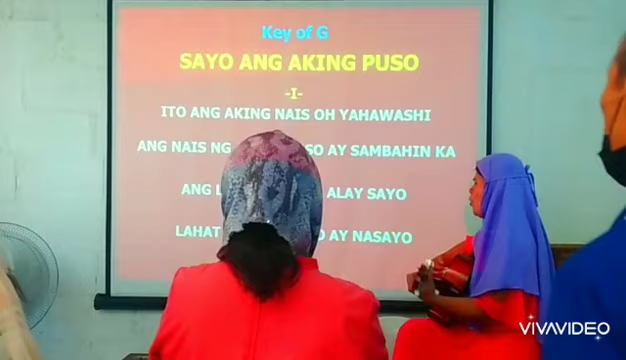 Key of G
SAYO ANG AKING PUSO
-I-
ITO ANG AKING NAIS OH YAHAWASHI
ANG NAIS NG SO AY SAMBAHIN KA
ANG ALAY SAYO
LAHAT AY NASAYO
VIVAVIDEO